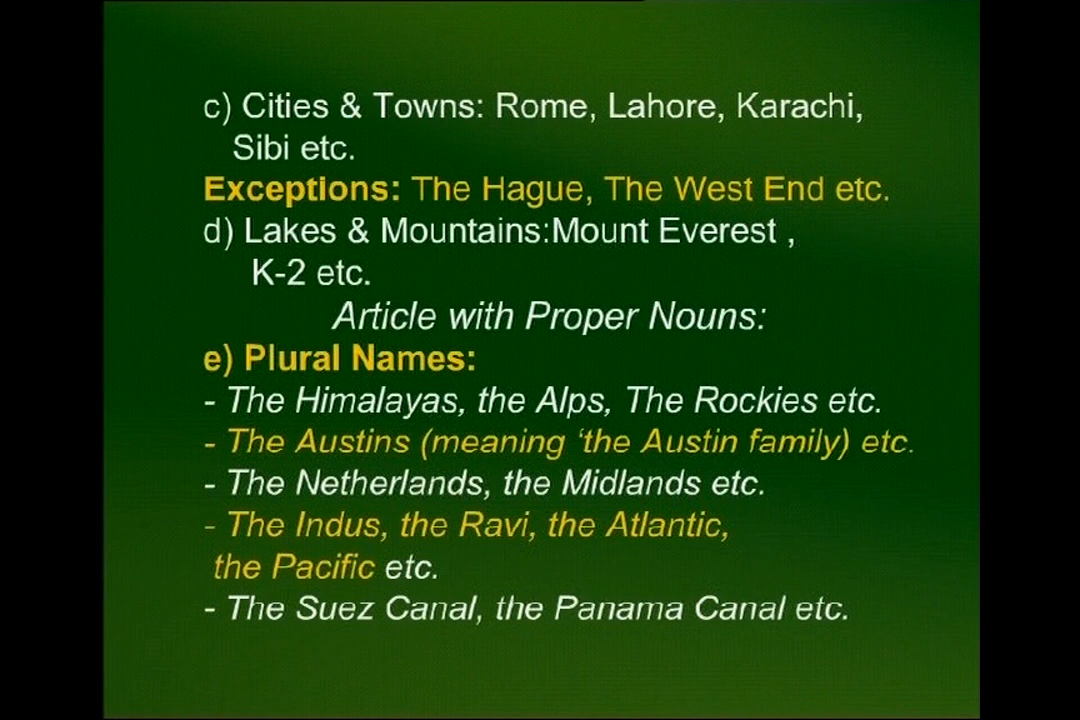 c) Cities & Towns: Rome, Lahore, Karachi,
Sibi etc.
Exceptions: The Hague, The West End etc.
d) Lakes & Mountains:Mount Everest ,
K-2 etc.
Article with Proper Nouns:
e) Plural Names:
- The Himalayas, the Alps, The Rockies etc.
- The Austins (meaning ‘the Austin family) etc.
- The Netherlands, the Midlands etc.
- The Indus, the Ravi, the Atlantic,
the Pacific etc.
- The Suez Canal, the Panama Canal etc.